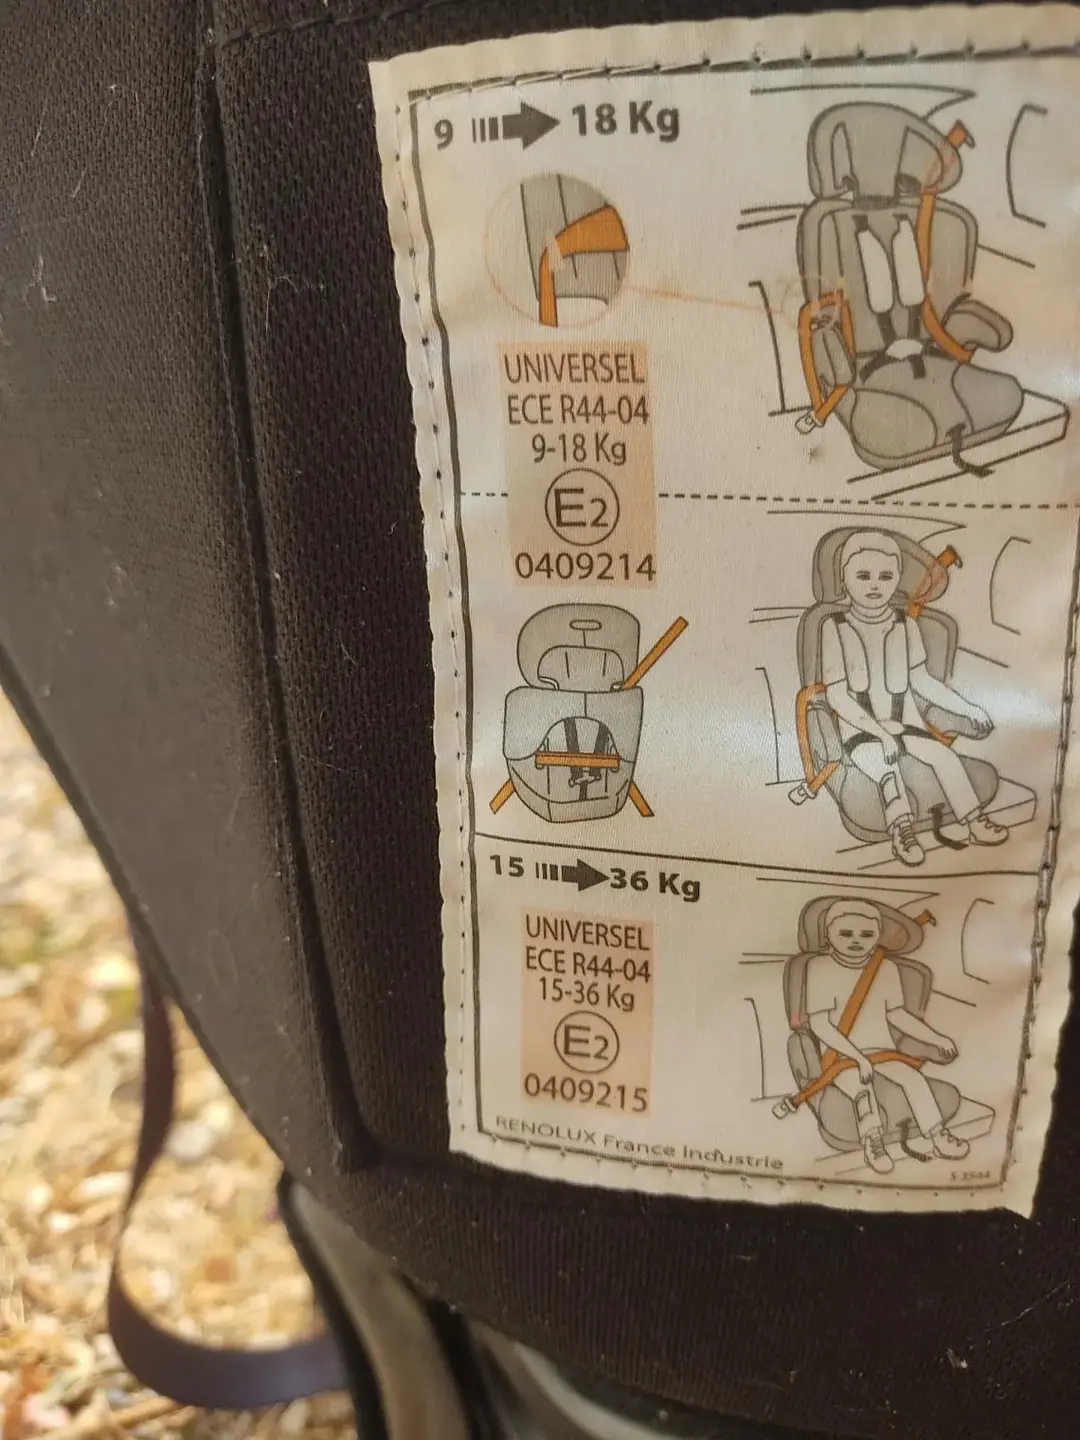 9 18 Kg
UNIVERSEL
ECE R44-04
9-18 Kg
E2
0409214
15 36 Kg
UNIVERSEL
ECE R44-04
15-36 Kg
E2
0409215
RENOLUX France Industrie